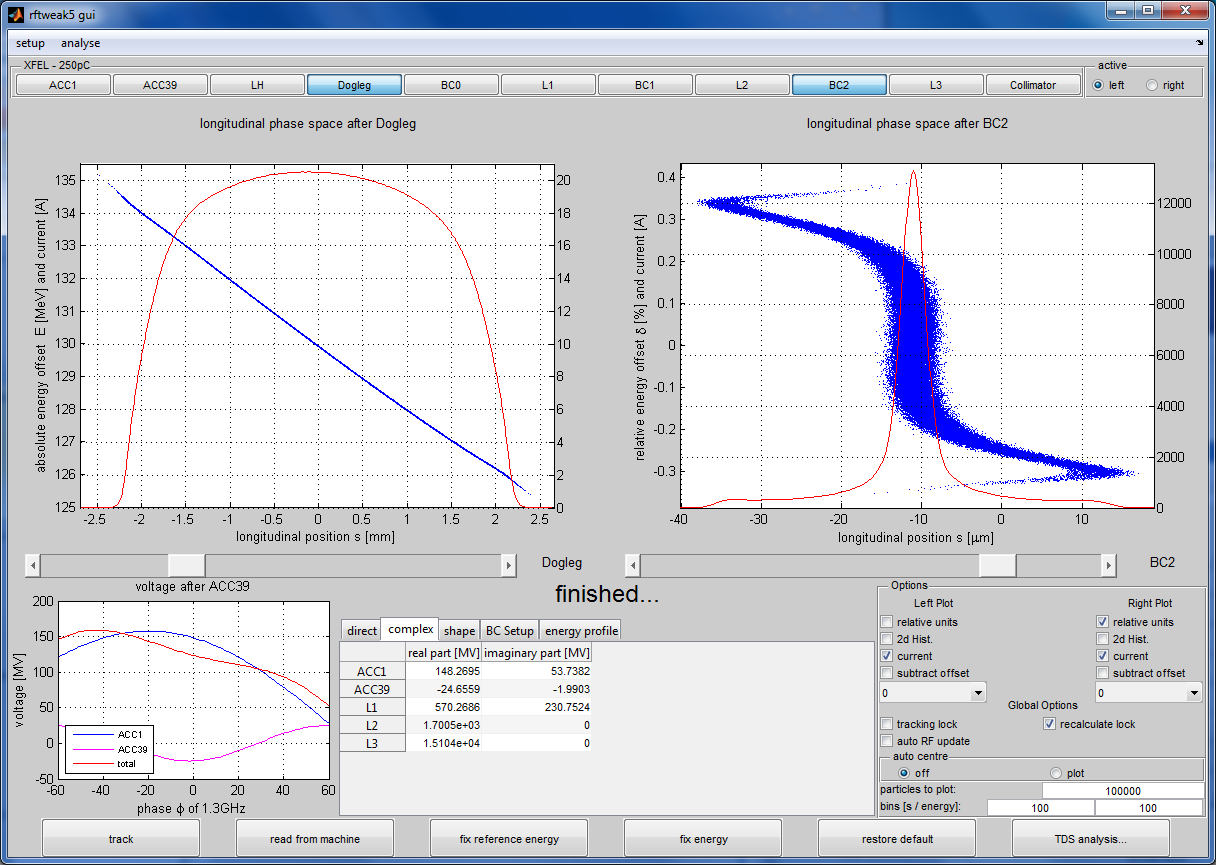 rftweak5 gui
setup analyse
XFEL - 250pC
active
ACC1 ACC39 LH Dogleg BC0 L1 BC1 L2 BC2 L3 Collimator
left right
longitudinal phase space after Dogleg
longitudinal phase space after BC2
absolute energy offset E [MeV] and current [A]
135
134
133
132
131
130
129
128
127
126
125
20
18
16
14
12
10
8
6
4
2
0
-2.5 -2 -1.5 -1 -0.5 0 0.5 1 1.5 2 2.5
longitudinal position s [mm]
relative energy offset δ [%] and current [A]
0.4
0.3
0.2
0.1
0
-0.1
-0.2
-0.3
12000
10000
8000
6000
4000
2000
0
-40 -30 -20 -10 0 10
longitudinal position s [μm]
Dogleg
BC2
voltage after ACC39
voltage [MV]
200
150
100
50
0
-50
ACC1
ACC39
total
-60 -40 -20 0 20 40 60
phase ϕ of 1.3GHz
finished...
direct complex shape BC Setup energy profile
real part [MV] imaginary part [MV]
ACC1 148.2695 53.7382
ACC39 -24.6559 -1.9903
L1 570.2686 230.7524
L2 1.7005e+03 0
L3 1.5104e+04 0
Options
Left Plot Right Plot
relative units relative units
2d Hist. 2d Hist.
current current
subtract offset subtract offset
0 0
Global Options
tracking lock recalculate lock
auto RF update
auto centre
off plot
particles to plot: 100000
bins [s / energy]: 100 100
track read from machine fix reference energy fix energy restore default TDS analysis...